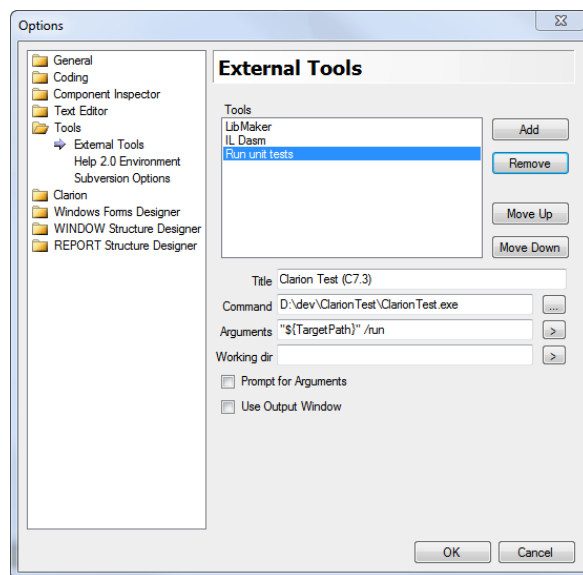 Options
General
Coding
Component Inspector
Text Editor
Tools
External Tools
Help 2.0 Environment
Subversion Options
Clarion
Windows Forms Designer
WINDOW Structure Designer
REPORT Structure Designer
External Tools
Tools
LibMaker
IL Dasm
Run unit tests
Add
Remove
Move Up
Move Down
Title Clarion Test (C7.3)
Command D:\dev\ClarionTest\ClarionTest.exe ...
Arguments "${TargetPath}" /run >
Working dir >
Prompt for Arguments
Use Output Window
OK Cancel